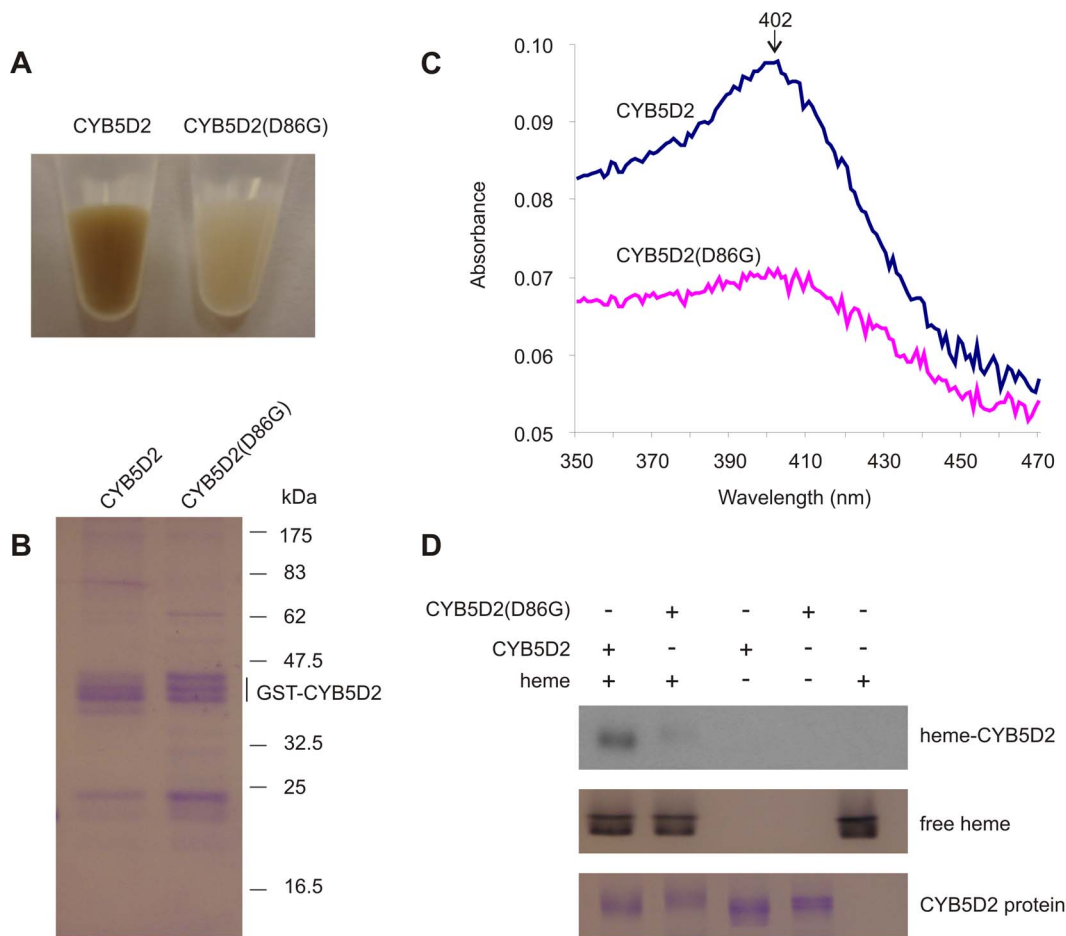 A
CYB5D2 CYB5D2(D86G)
B
CYB5D2 CYB5D2(D86G)
kDa
175
83
62
47.5
GST-CYB5D2
32.5
25
16.5
C
402
0.10
0.09
0.08
0.07
0.06
0.05
Absorbance
CYB5D2
CYB5D2(D86G)
350 370 390 410 430 450 470
Wavelength (nm)
D
CYB5D2(D86G) - + - + -
CYB5D2 + - + - -
heme + + - - +
heme-CYB5D2
free heme
CYB5D2 protein